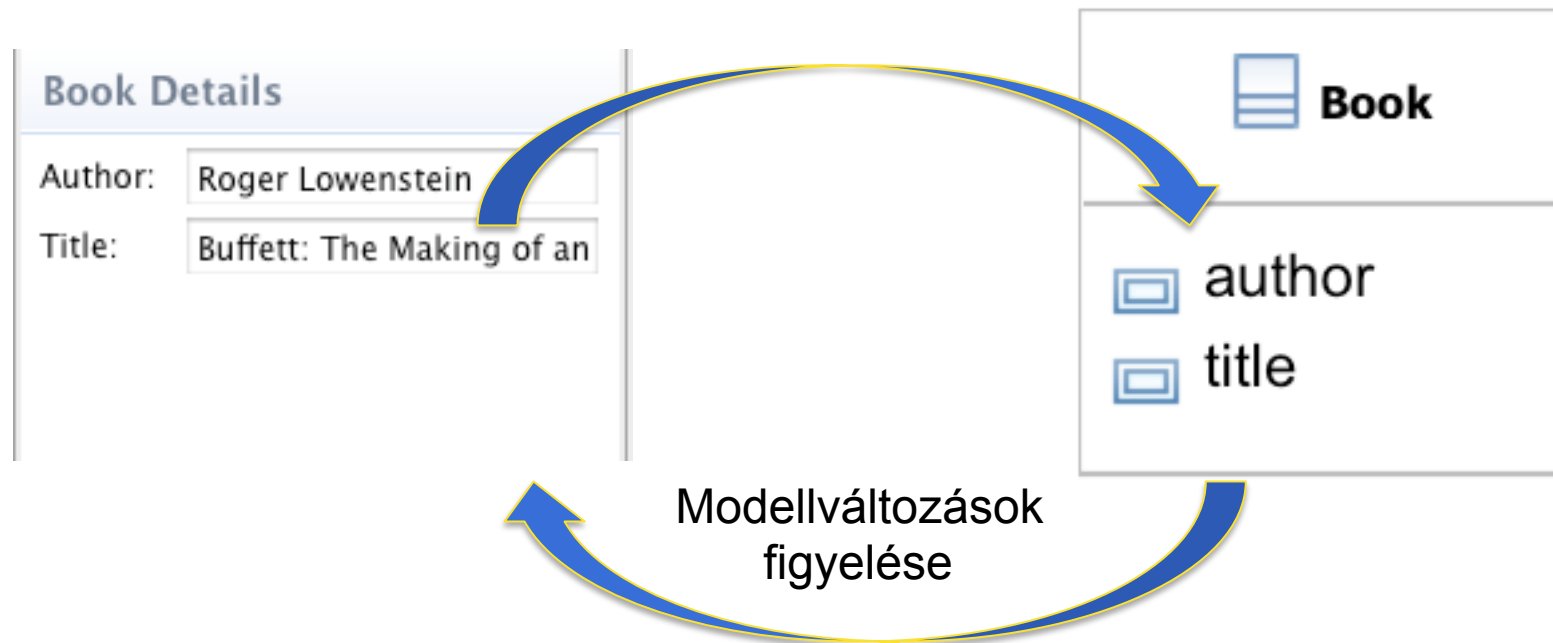 Book Details
Author: Roger Lowenstein
Title: Buffett: The Making of an
Book
author
title
Modellváltozások
figyelése